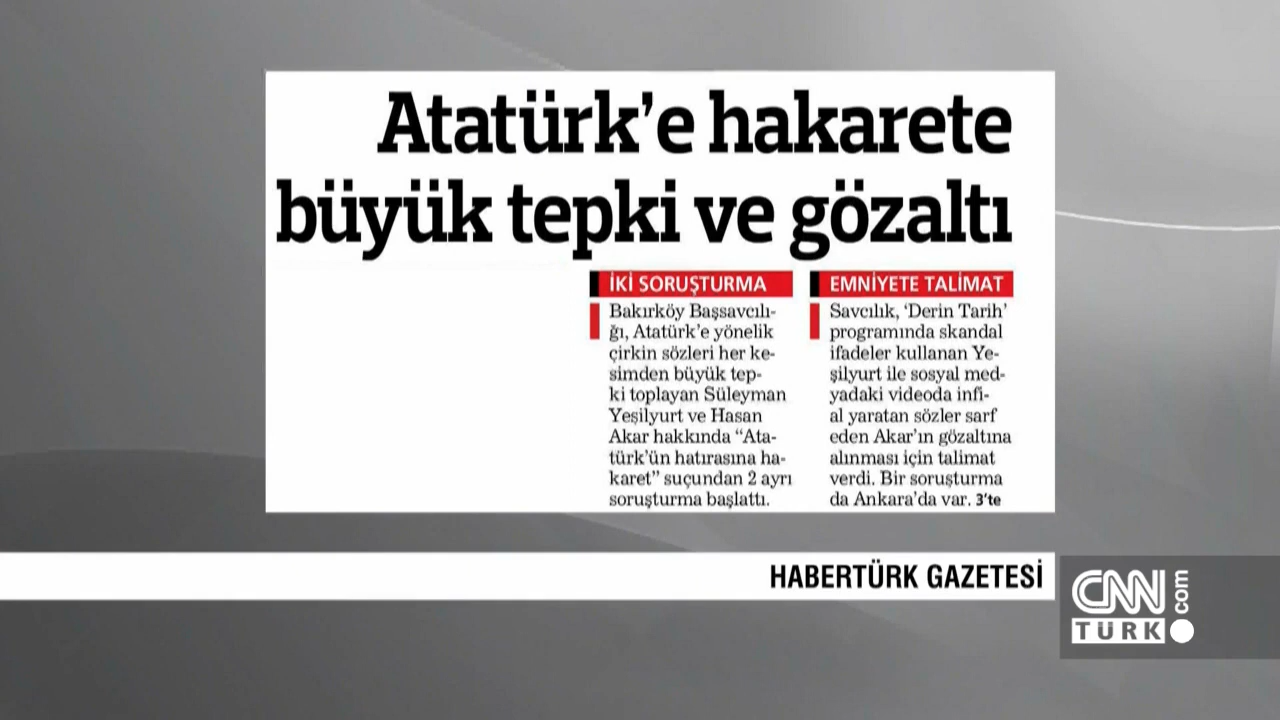 Atatürk’e hakarete
büyük tepki ve gözaltı
İKİ SORUŞTURMA
Bakırköy Başsavcılı-
ğı, Atatürk’e yönelik
çirkin sözleri her ke-
simden büyük tep-
ki toplayan Süleyman
Yeşilyurt ve Hasan
Akar hakkında “Ata-
türk’ün hatırasına ha-
karet” suçundan 2 ayrı
soruşturma başlattı.
EMNİYETE TALİMAT
Savcılık, ‘Derin Tarih’
programında skandal
ifadeler kullanan Ye-
şilyurt ile sosyal med-
yadaki videoda infi-
al yaratan sözler sarf
eden Akar’ın gözaltına
alınması için talimat
verdi. Bir soruşturma
da Ankara’da var. 3’te
HABERTÜRK GAZETESİ
CNN
TÜRK
com